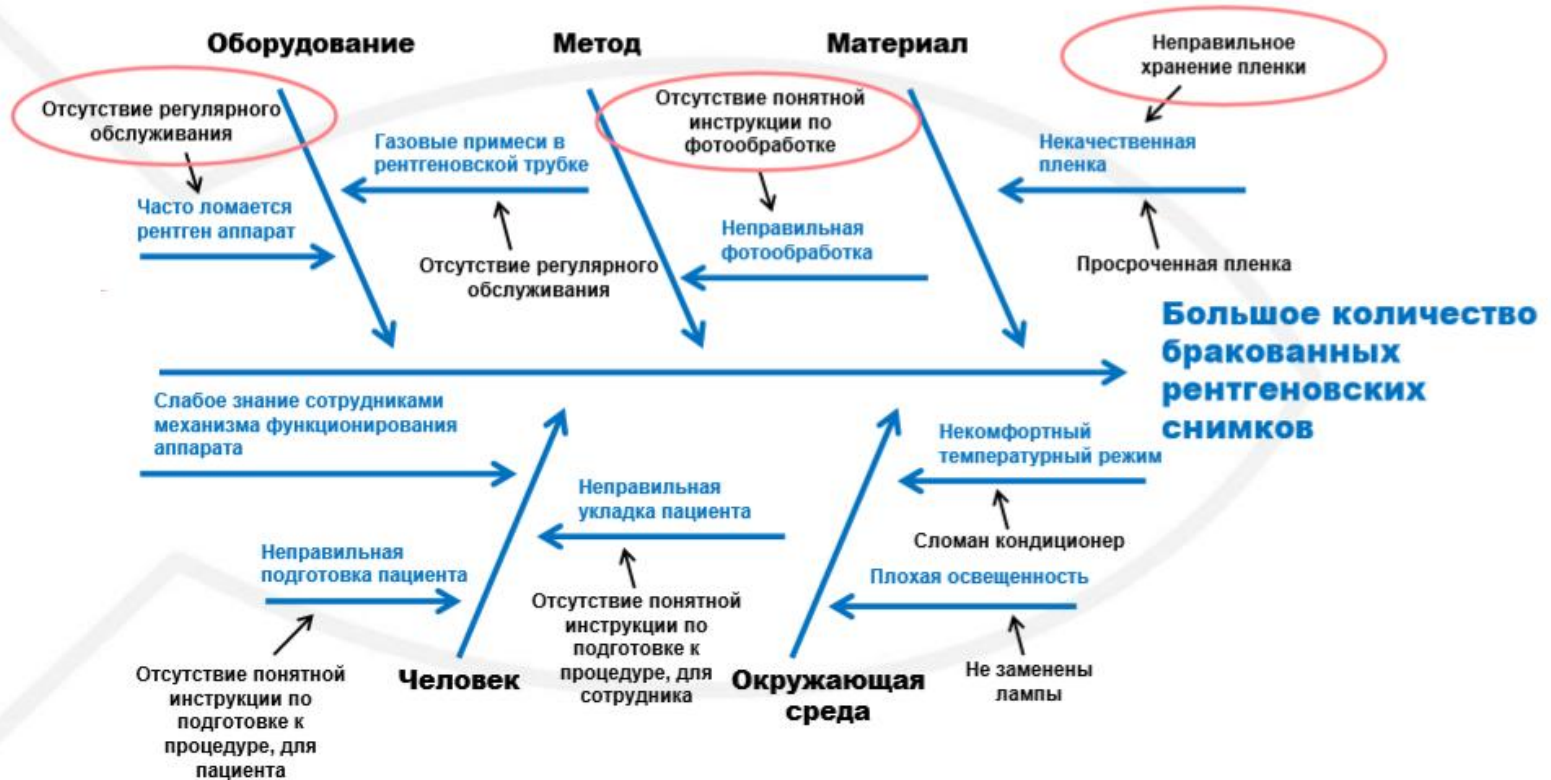 Оборудование
Метод
Материал
Неправильное
хранение пленки
Отсутствие регулярного
обслуживания
Газовые примеси в
рентгеновской трубке
Отсутствие понятной
инструкции по
фотообработке
Некачественная
пленка
Часто ломается
рентген аппарат
Отсутствие регулярного
обслуживания
Неправильная
фотообработка
Просроченная пленка
Большое количество
бракованных
рентгеновских
снимков
Слабое знание сотрудниками
механизма функционирования
аппарата
Неправильная
укладка пациента
Некомфортный
температурный режим
Сломан кондиционер
Неправильная
подготовка пациента
Плохая освещенность
Отсутствие понятной
инструкции по
подготовке к
процедуре, для
пациента
Человек
Отсутствие понятной
инструкции по
подготовке к
процедуре, для
сотрудника
Окружающая
среда
Не заменены
лампы